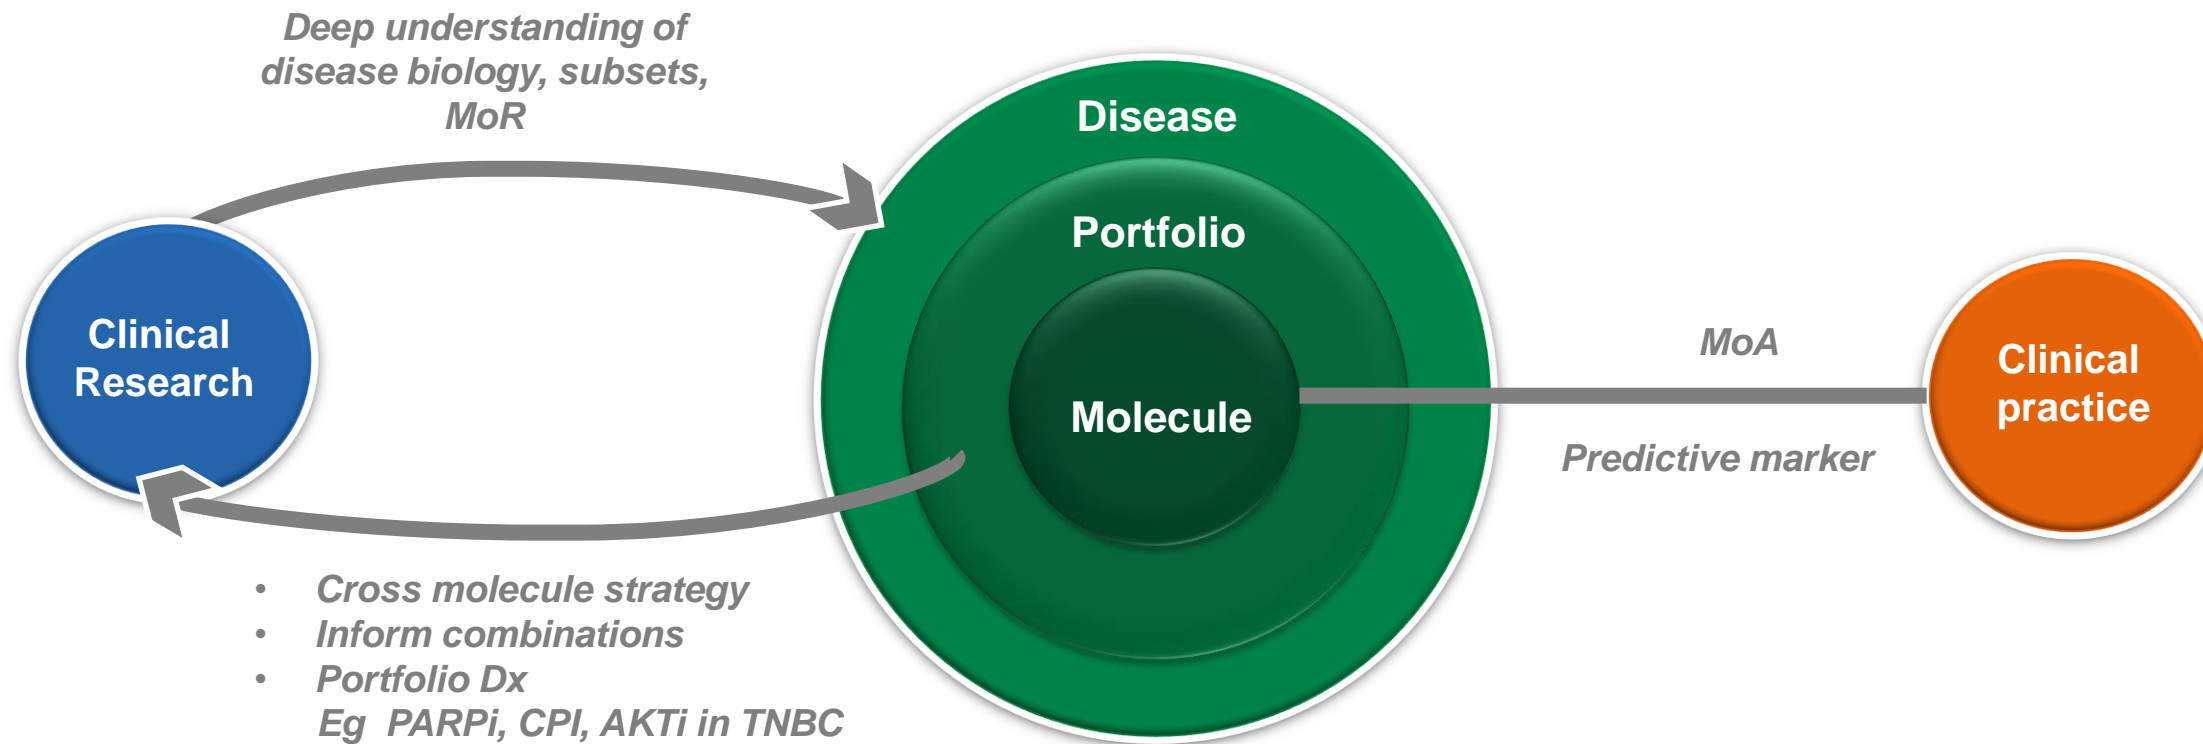 Deep understanding of
disease biology, subsets,
MoR
Disease
Portfolio
Molecule
Clinical
Research
MoA
Predictive marker
Clinical
practice
• Cross molecule strategy
• Inform combinations
• Portfolio Dx
Eg PARPi, CPI, AKTi in TNBC